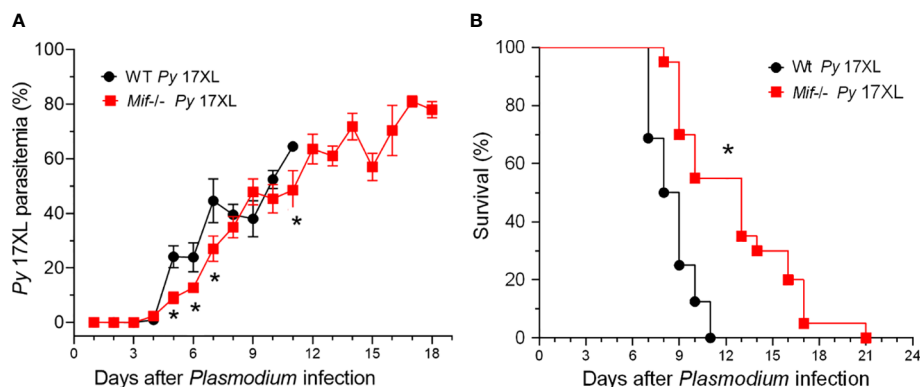 A
Py 17XL parasitemia (%)
100
80
60
40
20
0
WT Py 17XL
Mif-/- Py 17XL
*
*
*
*
0 3 6 9 12 15 18
Days after Plasmodium infection
B
Survival (%)
100
80
60
40
20
0
Wt Py 17XL
Mif-/- Py 17XL
*
0 3 6 9 12 15 18 21 24
Days after Plasmodium infection